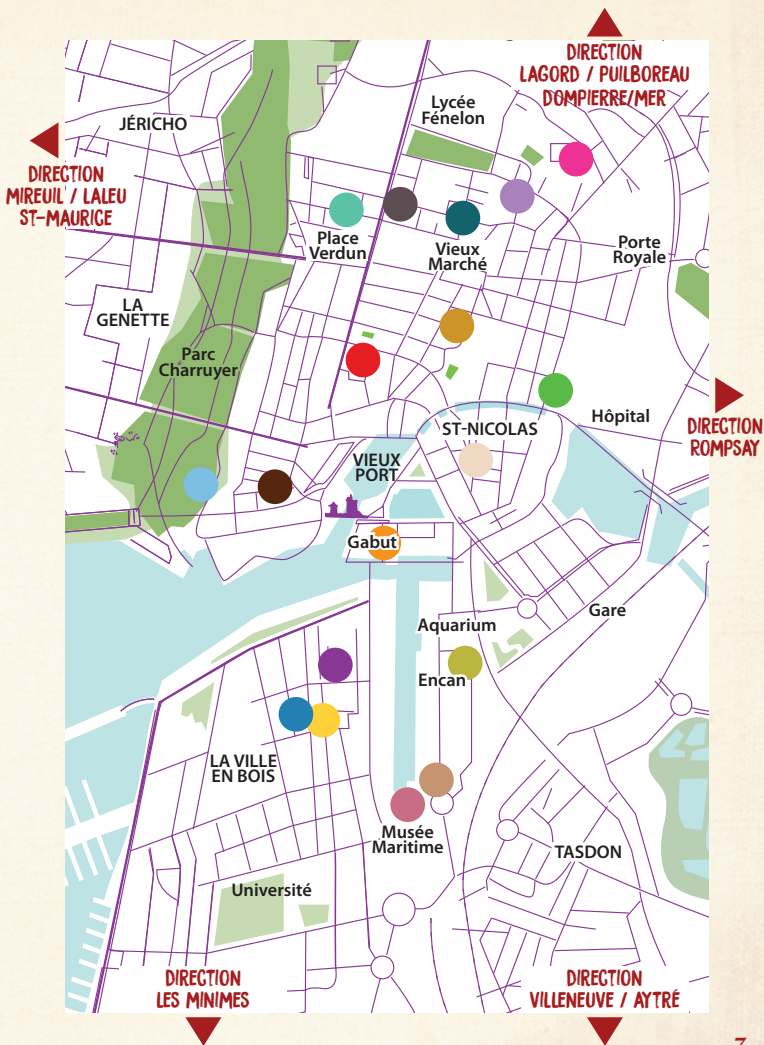 DIRECTION
LAGORD / PUILBOREAU
DOMPIERRE/MER
Lycée
Fénelon
JÉRICHO
DIRECTION
MIREUIL / LALEU
ST-MAURICE
Place
Verdun
Vieux
Marché
Porte
Royale
LA
GENETTE
Parc
Charruyer
Hôpital
DIRECTION
ROMPSAY
ST-NICOLAS
VIEUX
PORT
Gabut
Gare
Aquarium
Encan
LA VILLE
EN BOIS
Musée
Maritime
TASDON
Université
DIRECTION
LES MINIMES
DIRECTION
VILLENEUVE / AYTRÉ
7